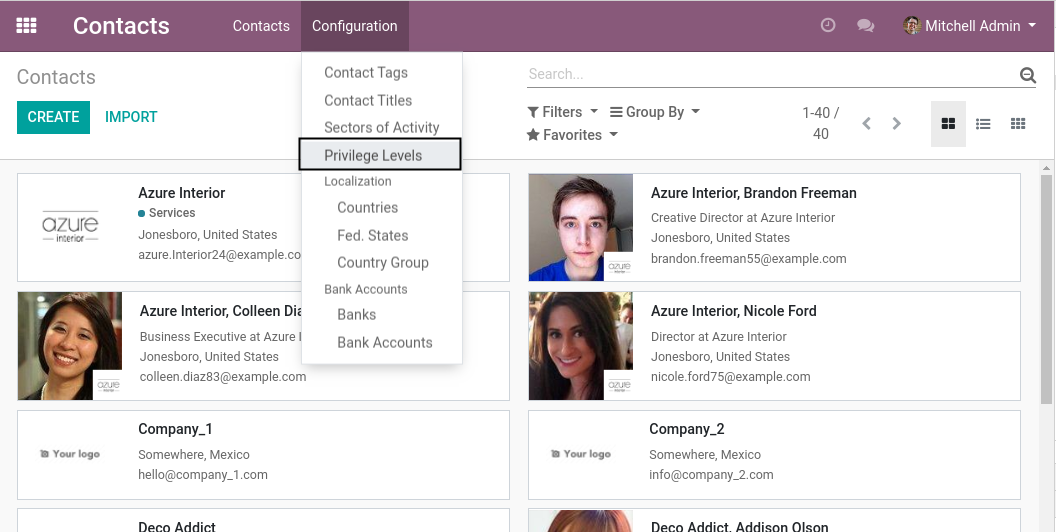 Contacts
Contacts
Configuration
Mitchell Admin
Contacts
CREATE
IMPORT
Contact Tags
Contact Titles
Sectors of Activity
Privilege Levels
Localization
Countries
Fed. States
Country Group
Bank Accounts
Banks
Bank Accounts
Search...
Filters
Group By
Favorites
1-40 /
40
azure
interior
Azure Interior
Services
Jonesboro, United States
azure.Interior24@example.co
azure
Azure Interior, Brandon Freeman
Creative Director at Azure Interior
Jonesboro, United States
brandon.freeman55@example.com
azure
Azure Interior, Colleen Dia
Business Executive at Azure I
Jonesboro, United States
colleen.diaz83@example.com
azure
Azure Interior, Nicole Ford
Director at Azure Interior
Jonesboro, United States
nicole.ford75@example.com
Your logo
Company_1
Somewhere, Mexico
hello@company_1.com
Your logo
Company_2
Somewhere, Mexico
info@company_2.com
Deco Addict
Deco Addict, Addison Olson